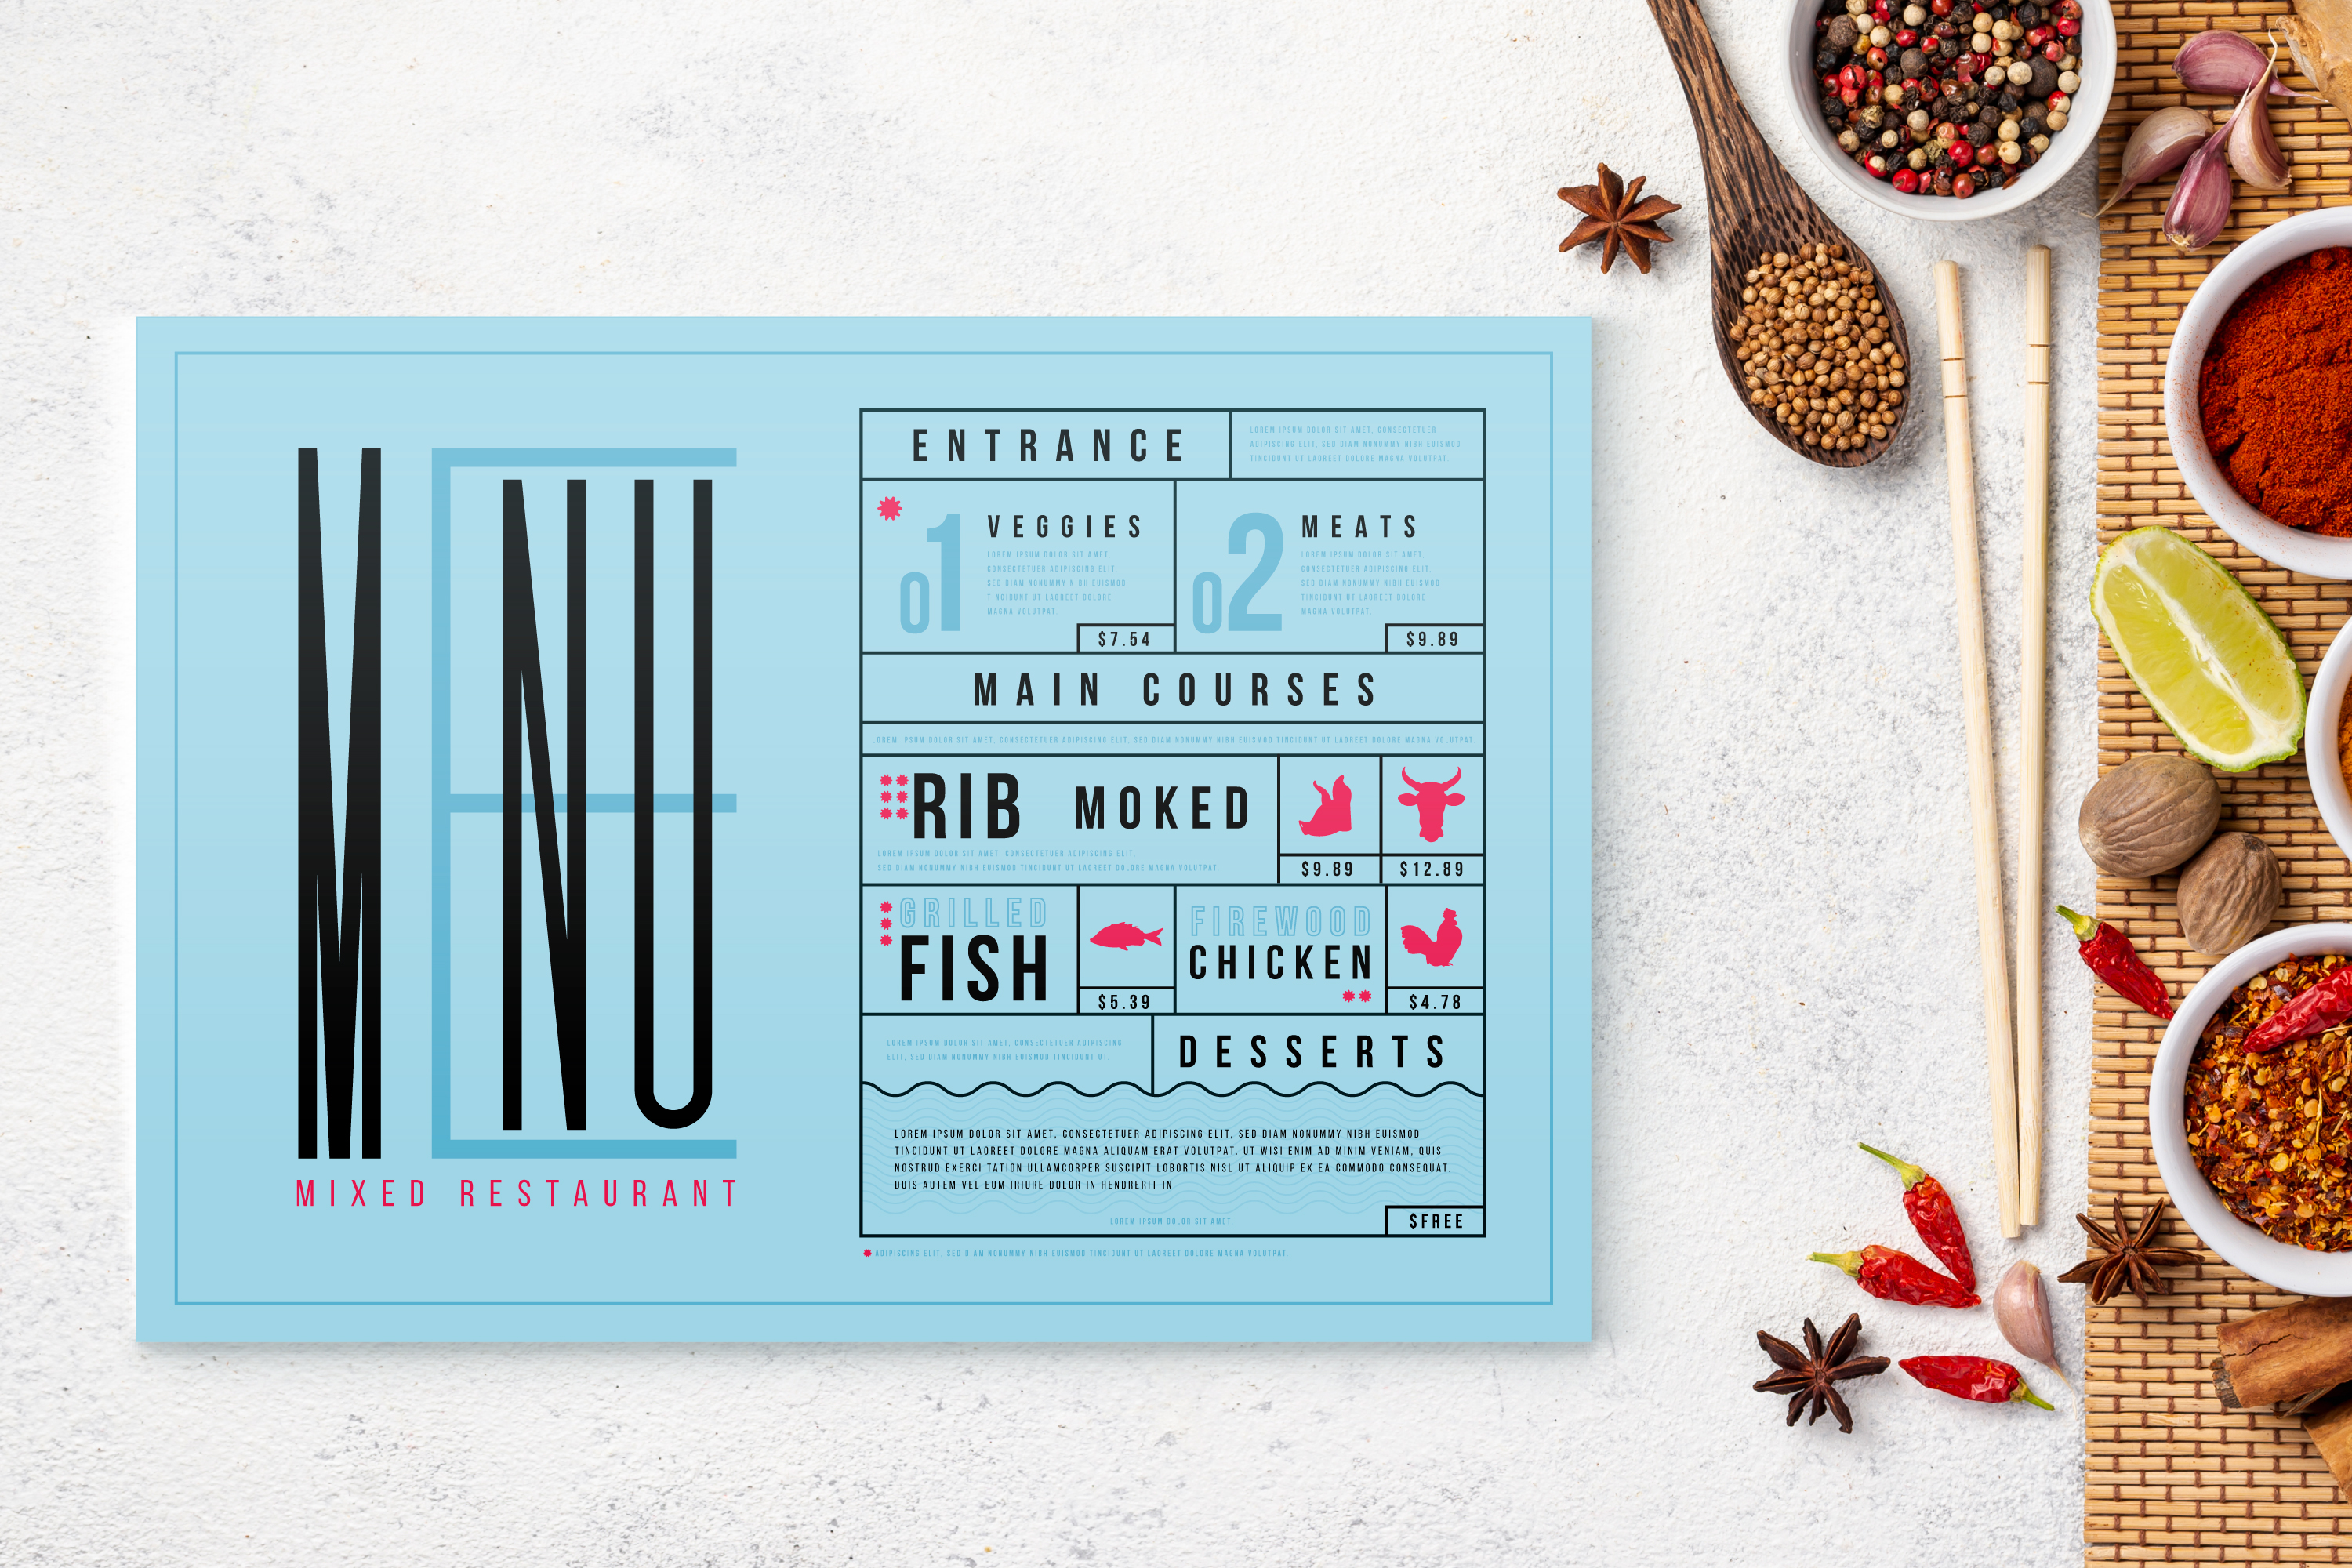 MENU
MIXED RESTAURANT
ENTRANCE
LOREM IPSUM DOLOR SIT AMET, CONSECTETUER
ADIPISCING ELIT, SED DIAM NONUMMY NIBH EUISMOD
TINCIDUNT UT LAOREET DOLORE MAGNA VOLUTPAT.
01
VEGGIES
LOREM IPSUM DOLOR SIT AMET,
CONSECTETUER ADIPISCING ELIT,
SED DIAM NONUMMY NIBH EUISMOD
TINCIDUNT UT LAOREET DOLORE
MAGNA VOLUTPAT.
$7.54
02
MEATS
LOREM IPSUM DOLOR SIT AMET,
CONSECTETUER ADIPISCING ELIT,
SED DIAM NONUMMY NIBH EUISMOD
TINCIDUNT UT LAOREET DOLORE
MAGNA VOLUTPAT.
$9.89
MAIN COURSES
LOREM IPSUM DOLOR SIT AMET, CONSECTETUER ADIPISCING ELIT, SED DIAM NONUMMY NIBH EUISMOD TINCIDUNT UT LAOREET DOLORE MAGNA VOLUTPAT.
RIB MOKED
LOREM IPSUM DOLOR SIT AMET, CONSECTETUER ADIPISCING ELIT,
SED DIAM NONUMMY NIBH EUISMOD TINCIDUNT UT LAOREET DOLORE MAGNA VOLUTPAT
$9.89
$12.89
GRILLED
FISH
$5.39
FIREWOOD
CHICKEN
$4.78
LOREM IPSUM DOLOR SIT AMET, CONSECTETUER ADIPISCING
ELIT, SED DIAM NONUMMY NIBH EUISMOD TINCIDUNT UT
DESSERTS
LOREM IPSUM DOLOR SIT AMET, CONSECTETUER ADIPISCING ELIT, SED DIAM NONUMMY NIBH EUISMOD
TINCIDUNT UT LAOREET DOLORE MAGNA ALIQUAM ERAT VOLUTPAT. UT WISI ENIM AD MINIM VENIAM, QUIS
NOSTRUD EXERCI TATION ULLAMCORPER SUSCIPIT LOBORTIS NISL UT ALIQUIP EX EA COMMODO CONSEQUAT.
DUIS AUTEM VEL EUM IRIURE DOLOR IN HENDRERIT IN
LOREM IPSUM DOLOR SIT AMET.
$FREE
ADIPISCING ELIT, SED DIAM NONUMMY NIBH EUISMOD TINCIDUNT UT LAOREET DOLORE MAGNA VOLUTPAT.